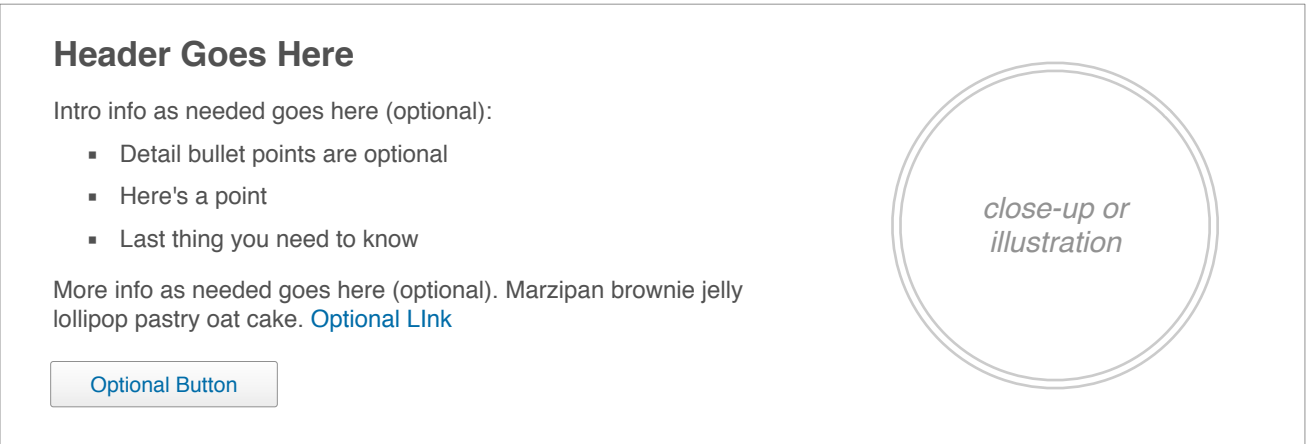 Header Goes Here
Intro info as needed goes here (optional):
▪ Detail bullet points are optional
▪ Here's a point
▪ Last thing you need to know
More info as needed goes here (optional). Marzipan brownie jelly
lollipop pastry oat cake. Optional LInk
Optional Button
close-up or
illustration